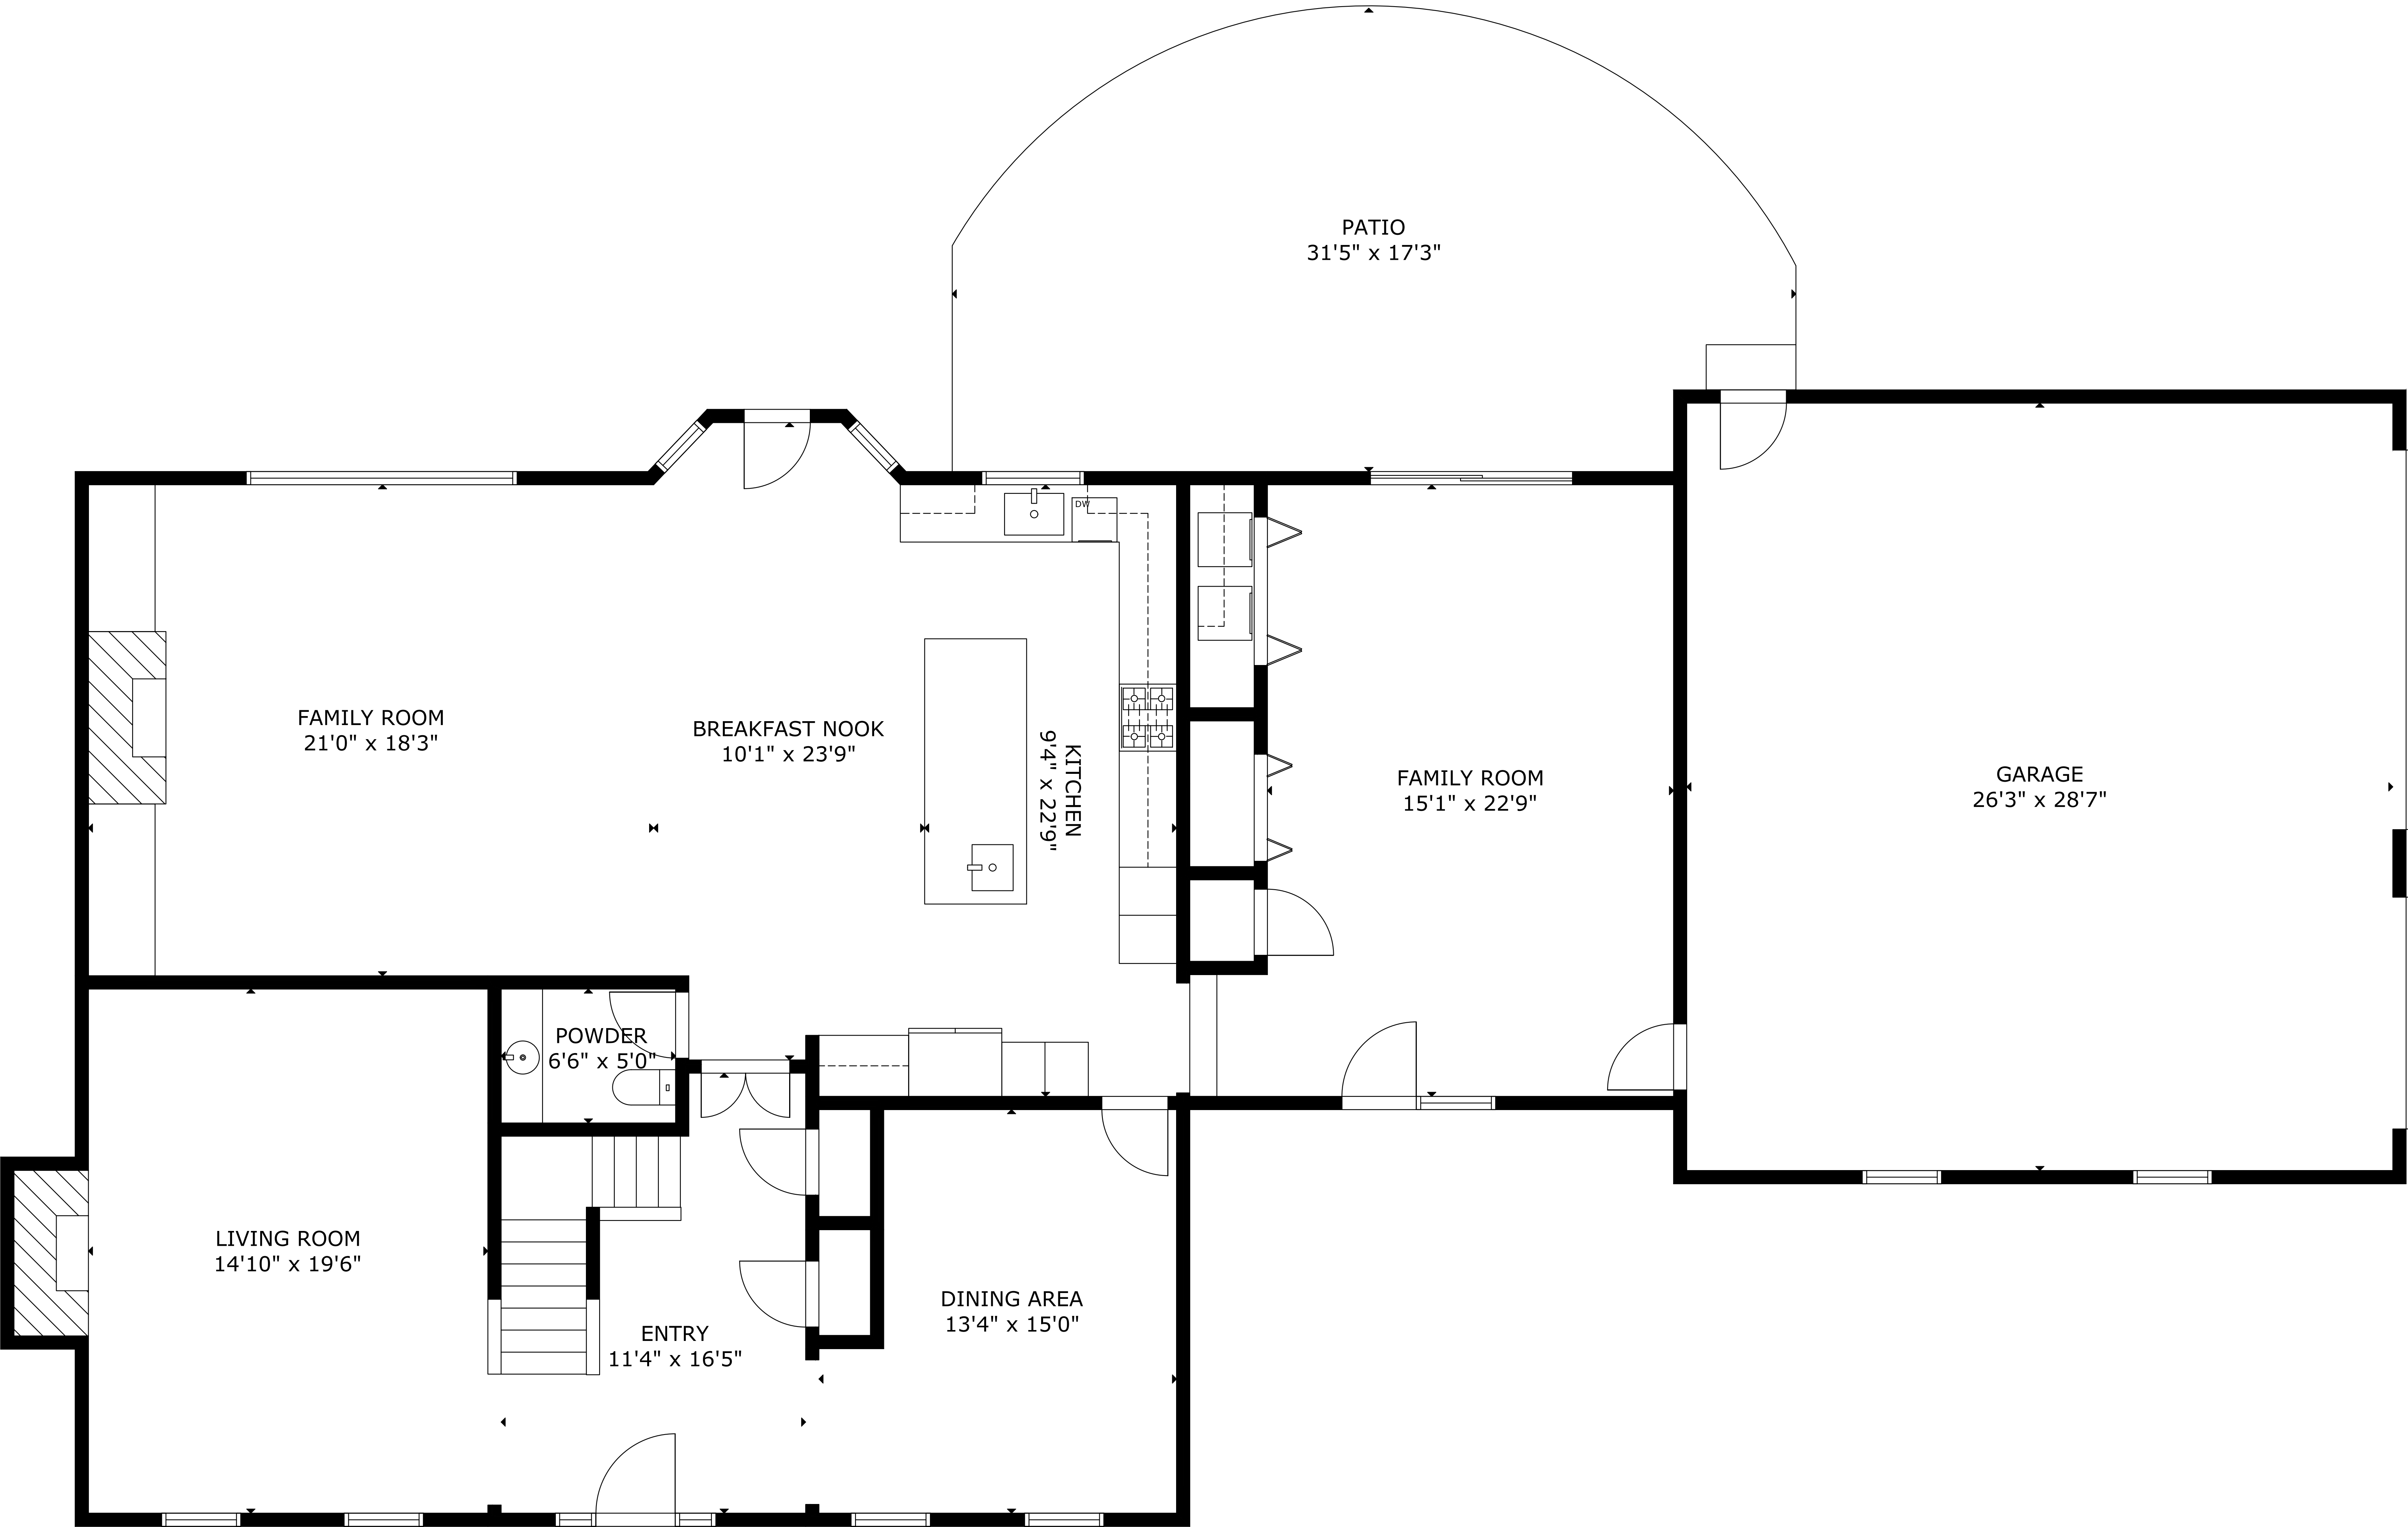 PATIO
31'5" x 17'3"
DW
FAMILY ROOM
21'0" x 18'3"
BREAKFAST NOOK
10'1" x 23'9"
KITCHEN
9'4" x 22'9"
FAMILY ROOM
15'1" x 22'9"
GARAGE
26'3" x 28'7"
POWDER
6'6" x 5'0"
LIVING ROOM
14'10" x 19'6"
ENTRY
11'4" x 16'5"
DINING AREA
13'4" x 15'0"